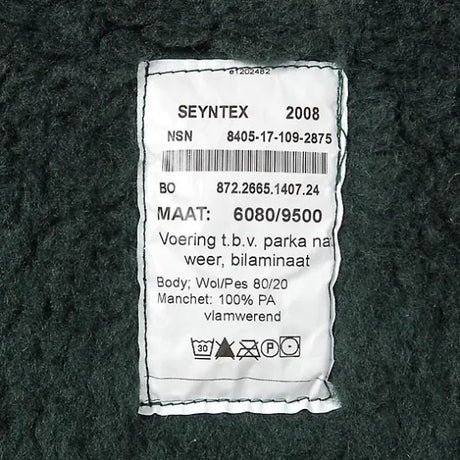 e1202482
SEYNTEX 2008
NSN 8405-17-109-2875
BO 872.2665.1407.24
MAAT: 6080/9500
Voering t.b.v. parka na
weer, bilaminaat
Body; Wol/Pes 80/20
Manchet: 100% PA
vlamwerend
30
P